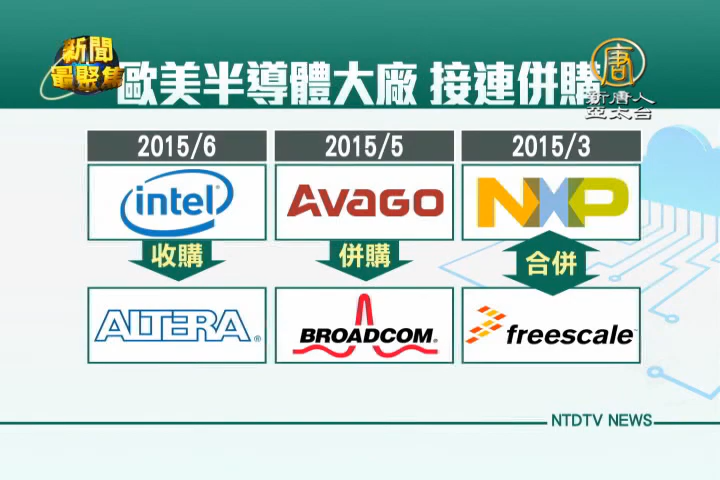 新聞
最聚焦
歐美半導體大廠 接連併購
唐
新唐人
亞太台
2015/6
2015/5
2015/3
intel
AVAGO
NXP
收購
併購
合併
ALTERA®
BROADCOM®
freescale™
NTDTV NEWS